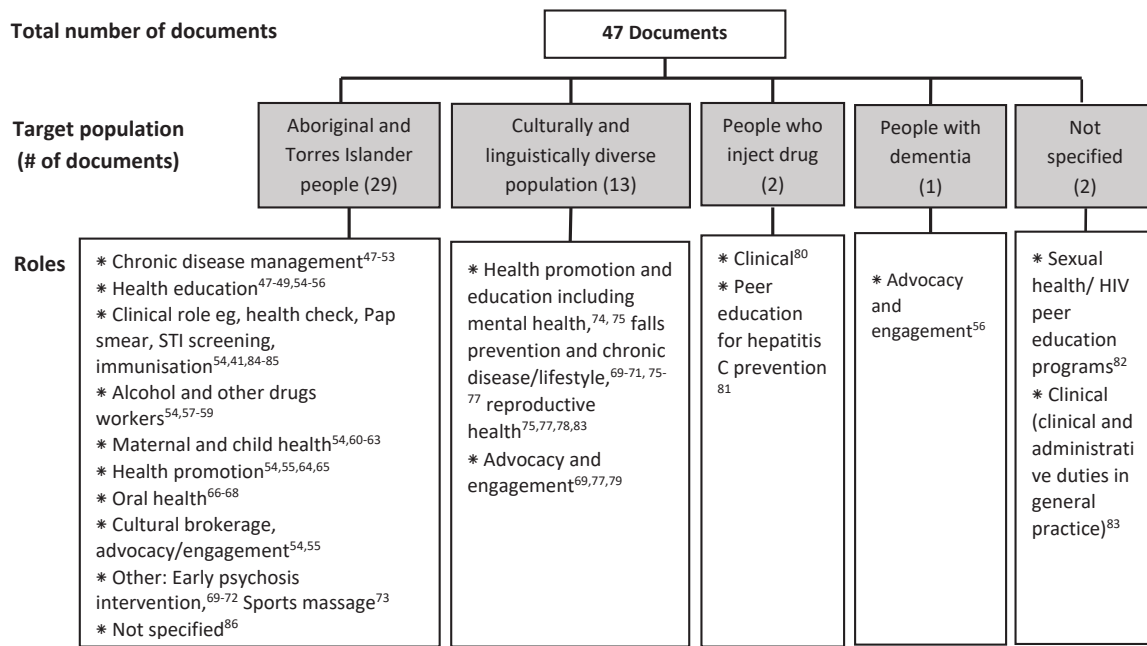 Total number of documents
47 Documents
Target population
(# of documents)
Aboriginal and
Torres Islander
people (29)
Culturally and
linguistically diverse
population (13)
People who
inject drug
(2)
People with
dementia
(1)
Not
specified
(2)
Roles
⁕ Chronic disease management47-53
⁕ Health education47-49,54-56
⁕ Clinical role eg, health check, Pap
smear, STI screening,
immunisation54,41,84-85
⁕ Alcohol and other drugs
workers54,57-59
⁕ Maternal and child health54,60-63
⁕ Health promotion54,55,64,65
⁕ Oral health66-68
⁕ Cultural brokerage,
advocacy/engagement54,55
⁕ Other: Early psychosis
intervention,69-72 Sports massage73
⁕ Not specified86
⁕ Health promotion and
education including
mental health,74, 75 falls
prevention and chronic
disease/lifestyle,69-71, 75-
77 reproductive
health75,77,78,83
⁕ Advocacy and
engagement69,77,79
⁕ Clinical80
⁕ Peer
education
for hepatitis
C prevention
81
⁕ Advocacy
and
engagement56
⁕ Sexual
health/ HIV
peer
education
programs82
⁕ Clinical
(clinical and
administrati
ve duties in
general
practice)83